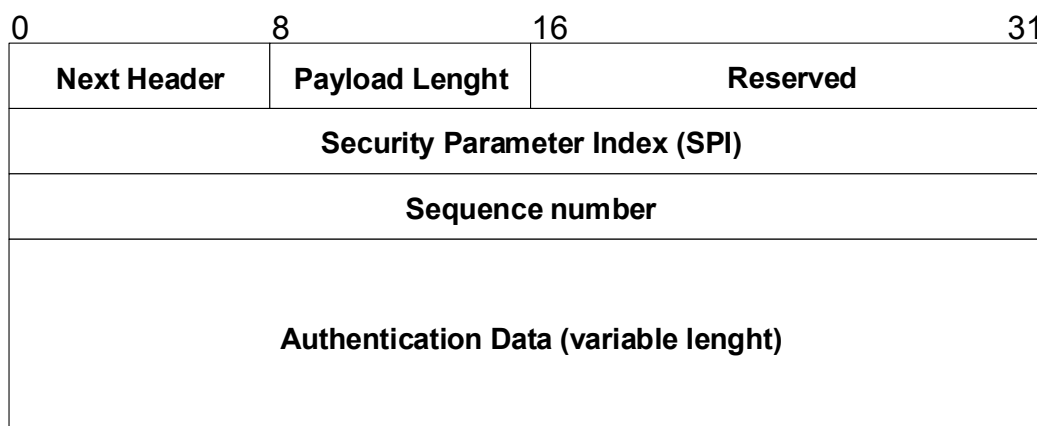 0 8 16 31
Next Header Payload Lenght Reserved
Security Parameter Index (SPI)
Sequence number
Authentication Data (variable lenght)